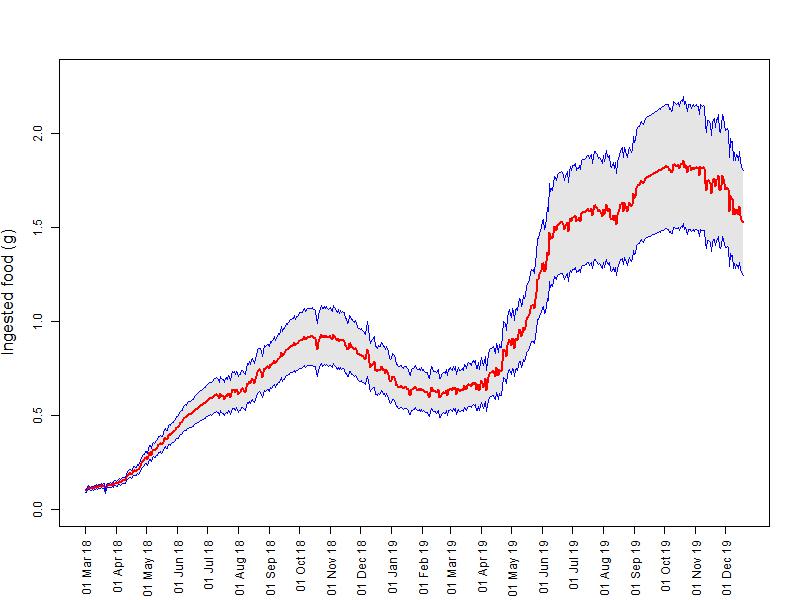 Ingested food (g)
2.0
1.5
1.0
0.5
0.0
01 Mar 18
01 Apr 18
01 May 18
01 Jun 18
01 Jul 18
01 Aug 18
01 Sep 18
01 Oct 18
01 Nov 18
01 Dec 18
01 Jan 19
01 Feb 19
01 Mar 19
01 Apr 19
01 May 19
01 Jun 19
01 Jul 19
01 Aug 19
01 Sep 19
01 Oct 19
01 Nov 19
01 Dec 19